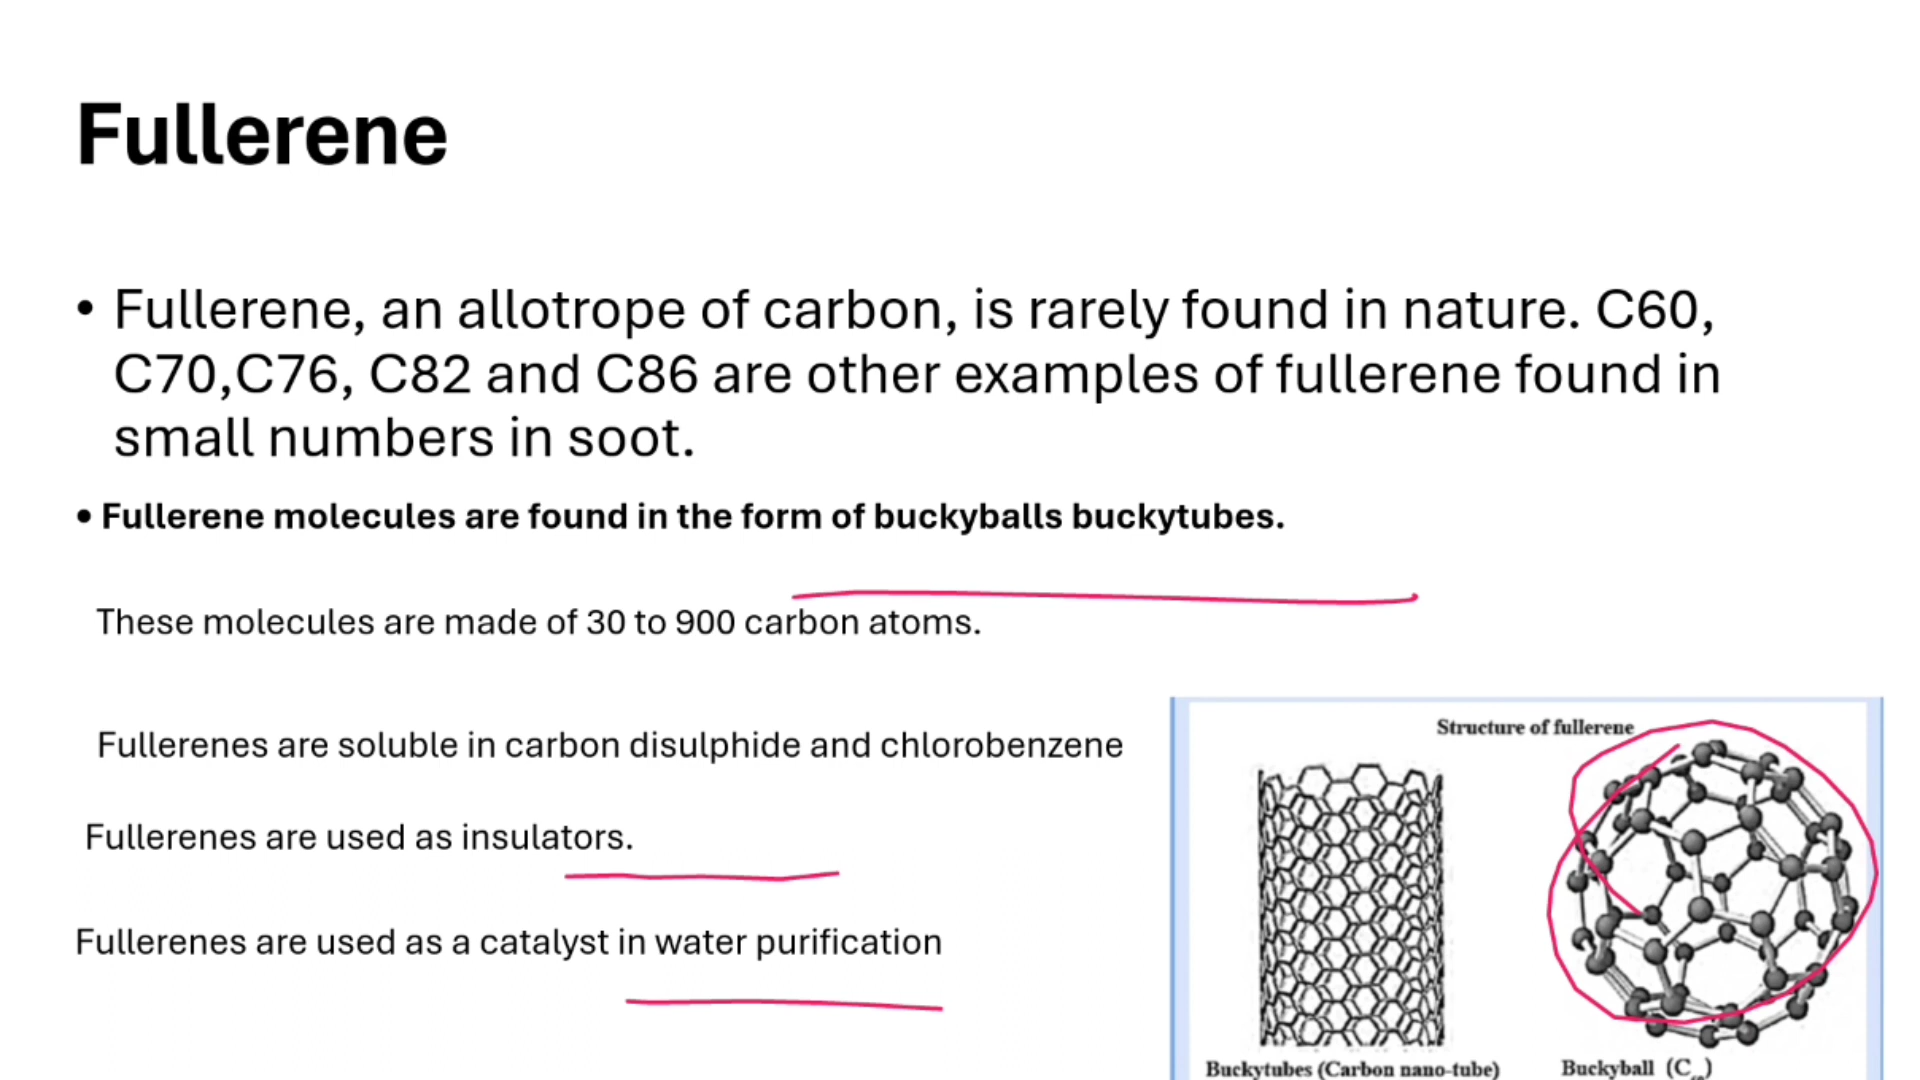 Fullerene
• Fullerene, an allotrope of carbon, is rarely found in nature. C60,
C70,C76, C82 and C86 are other examples of fullerene found in
small numbers in soot.
• Fullerene molecules are found in the form of buckyballs buckytubes.
These molecules are made of 30 to 900 carbon atoms.
Fullerenes are soluble in carbon disulphide and chlorobenzene
Fullerenes are used as insulators.
Fullerenes are used as a catalyst in water purification
Structure of fullerene
Buckytubes (Carbon nano-tube)
Buckyball